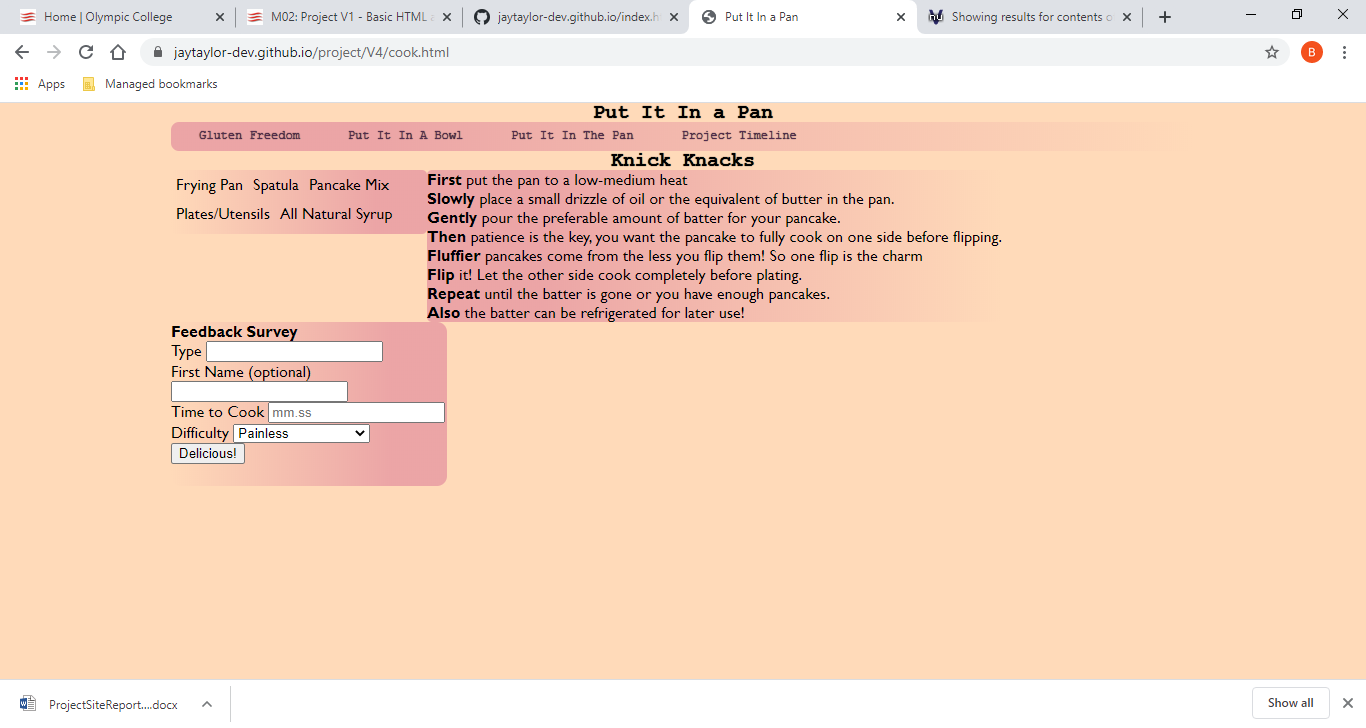 Home | Olympic College
M02: Project V1 - Basic HTML
jaytaylor-dev.github.io/index.h
Put It In a Pan
Showing results for contents o
jaytaylor-dev.github.io/project/V4/cook.html
B
Apps
Managed bookmarks
Put It In a Pan
Gluten Freedom Put It In A Bowl Put It In The Pan Project Timeline
Knick Knacks
Frying Pan Spatula Pancake Mix
Plates/Utensils All Natural Syrup
First put the pan to a low-medium heat
Slowly place a small drizzle of oil or the equivalent of butter in the pan.
Gently pour the preferable amount of batter for your pancake.
Then patience is the key, you want the pancake to fully cook on one side before flipping.
Fluffier pancakes come from the less you flip them! So one flip is the charm
Flip it! Let the other side cook completely before plating.
Repeat until the batter is gone or you have enough pancakes.
Also the batter can be refrigerated for later use!
Feedback Survey
Type
First Name (optional)
Time to Cook mm.ss
Difficulty Painless
Delicious!
ProjectSiteReport....docx
Show all